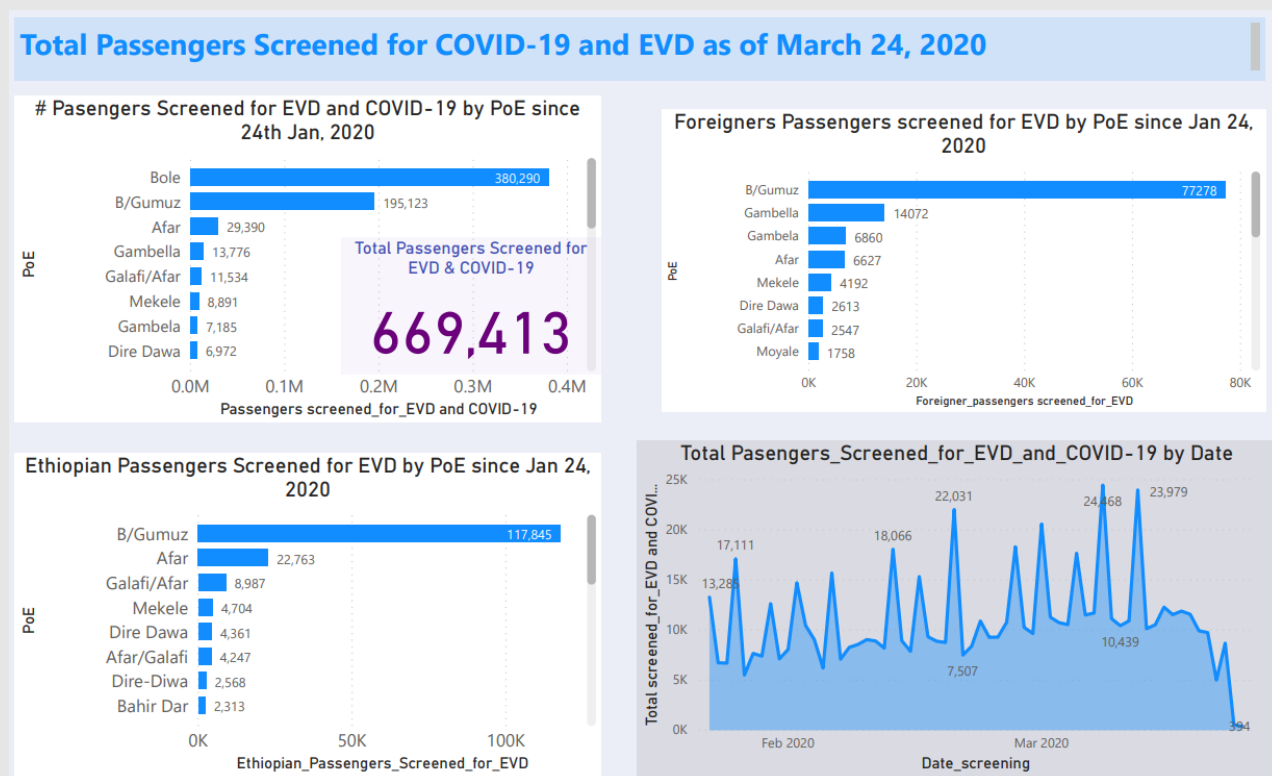 Total Passengers Screened for COVID-19 and EVD as of March 24, 2020
# Pasengers Screened for EVD and COVID-19 by PoE since
24th Jan, 2020
PoE
Bole 380,290
B/Gumuz 195,123
Afar 29,390
Gambella 13,776
Galafi/Afar 11,534
Mekele 8,891
Gambela 7,185
Dire Dawa 6,972
0.0M 0.1M 0.2M 0.3M 0.4M
Passengers screened_for_EVD and COVID-19
Total Passengers Screened for
EVD & COVID-19
669,413
Foreigners Passengers screened for EVD by PoE since Jan 24,
2020
PoE
B/Gumuz 77278
Gambella 14072
Gambela 6860
Afar 6627
Mekele 4192
Dire Dawa 2613
Galafi/Afar 2547
Moyale 1758
0K 20K 40K 60K 80K
Foreigner_passengers screened_for_EVD
Ethiopian Passengers Screened for EVD by PoE since Jan 24,
2020
PoE
B/Gumuz 117,845
Afar 22,763
Galafi/Afar 8,987
Mekele 4,704
Dire Dawa 4,361
Afar/Galafi 4,247
Dire-Diwa 2,568
Bahir Dar 2,313
0K 50K 100K
Ethiopian_Passengers_Screened_for_EVD
Total Pasengers_Screened_for_EVD_and_COVID-19 by Date
Total screened_for_EVD and COVI...
25K
20K
15K
10K
5K
0K
13,285
17,111
18,066
22,031
7,507
24,468
10,439
23,979
394
Feb 2020 Mar 2020
Date_screening